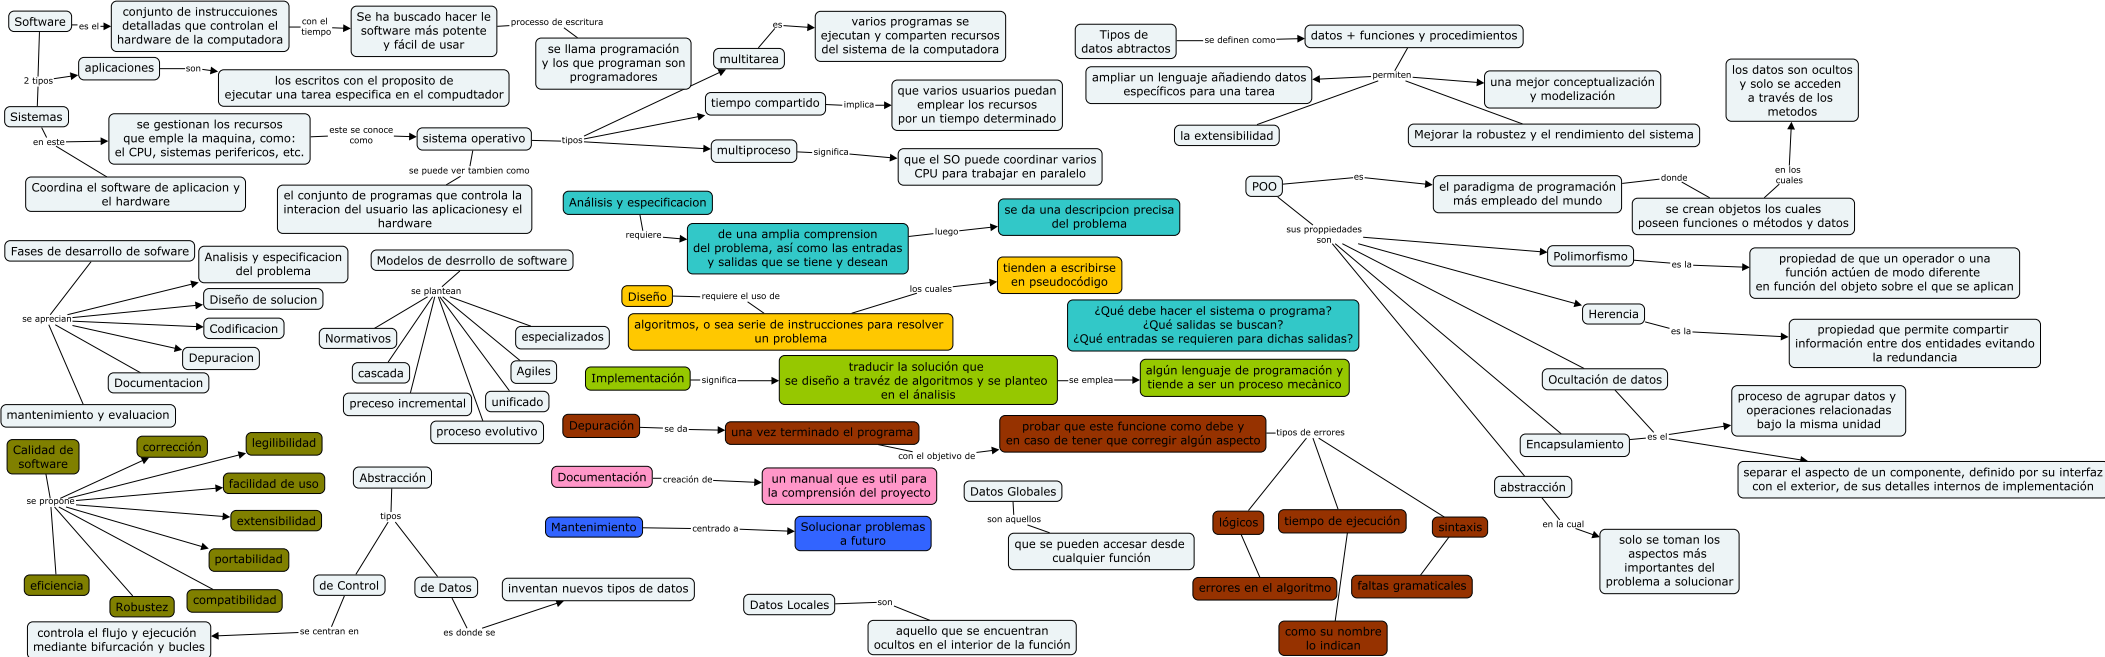 Software
es el
conjunto de instruccuiones
detalladas que controlan el
hardware de la computadora
con el
tiempo
Se ha buscado hacer le
software más potente
y fácil de usar
processo de escritura
se llama programación
y los que programan son
programadores
2 tipos
aplicaciones
son
los escritos con el proposito de
ejecutar una tarea especifica en el compudtador
Sistemas
en este
se gestionan los recursos
que emple la maquina, como:
el CPU, sistemas perifericos, etc.
este se conoce
como
sistema operativo
tipos
Coordina el software de aplicacion y
el hardware
se puede ver tambien como
el conjunto de programas que controla la
interacion del usuario las aplicacionesy el
hardware
multitarea
es
varios programas se
ejecutan y comparten recursos
del sistema de la computadora
tiempo compartido
implica
que varios usuarios puedan
emplear los recursos
por un tiempo determinado
multiproceso
significa
que el SO puede coordinar varios
CPU para trabajar en paralelo
Tipos de
datos abtractos
se definen como
datos + funciones y procedimientos
permiten
ampliar un lenguaje añadiendo datos
específicos para una tarea
una mejor conceptualización
y modelización
la extensibilidad
Mejorar la robustez y el rendimiento del sistema
los datos son ocultos
y solo se acceden
a través de los
metodos
en los
cuales
POO
es
el paradigma de programación
más empleado del mundo
donde
se crean objetos los cuales
poseen funciones o métodos y datos
sus proppiedades
son
Polimorfismo
es la
propiedad de que un operador o una
función actúen de modo diferente
en función del objeto sobre el que se aplican
Herencia
es la
propiedad que permite compartir
información entre dos entidades evitando
la redundancia
Ocultación de datos
Encapsulamiento
es el
proceso de agrupar datos y
operaciones relacionadas
bajo la misma unidad
separar el aspecto de un componente, definido por su interfaz
con el exterior, de sus detalles internos de implementación
abstracción
en la cual
solo se toman los
aspectos más
importantes del
problema a solucionar
Análisis y especificacion
requiere
de una amplia comprension
del problema, así como las entradas
y salidas que se tiene y desean
luego
se da una descripcion precisa
del problema
Diseño
requiere el uso de
algoritmos, o sea serie de instrucciones para resolver
un problema
los cuales
tienden a escribirse
en pseudocódigo
¿Qué debe hacer el sistema o programa?
¿Qué salidas se buscan?
¿Qué entradas se requieren para dichas salidas?
Implementación
significa
traducir la solución que
se diseño a travéz de algoritmos y se planteo
en el ánalisis
se emplea
algún lenguaje de programación y
tiende a ser un proceso mecànico
Depuración
se da
una vez terminado el programa
con el objetivo de
probar que este funcione como debe y
en caso de tener que corregir algún aspecto
tipos de errores
lógicos
tiempo de ejecución
sintaxis
errores en el algoritmo
faltas gramaticales
como su nombre
lo indican
Documentación
creación de
un manual que es util para
la comprensión del proyecto
Mantenimiento
centrado a
Solucionar problemas
a futuro
Fases de desarrollo de sofware
se aprecian
Analisis y especificacion
del problema
Diseño de solucion
Codificacion
Depuracion
Documentacion
mantenimiento y evaluacion
Modelos de desrrollo de software
se plantean
Normativos
cascada
preceso incremental
proceso evolutivo
unificado
Agiles
especializados
Calidad de
software
se propone
corrección
legilibilidad
facilidad de uso
extensibilidad
portabilidad
compatibilidad
Robustez
eficiencia
Abstracción
tipos
de Control
de Datos
se centran en
controla el flujo y ejecución
mediante bifurcación y bucles
es donde se
inventan nuevos tipos de datos
Datos Globales
son aquellos
que se pueden accesar desde
cualquier función
Datos Locales
son
aquello que se encuentran
ocultos en el interior de la función